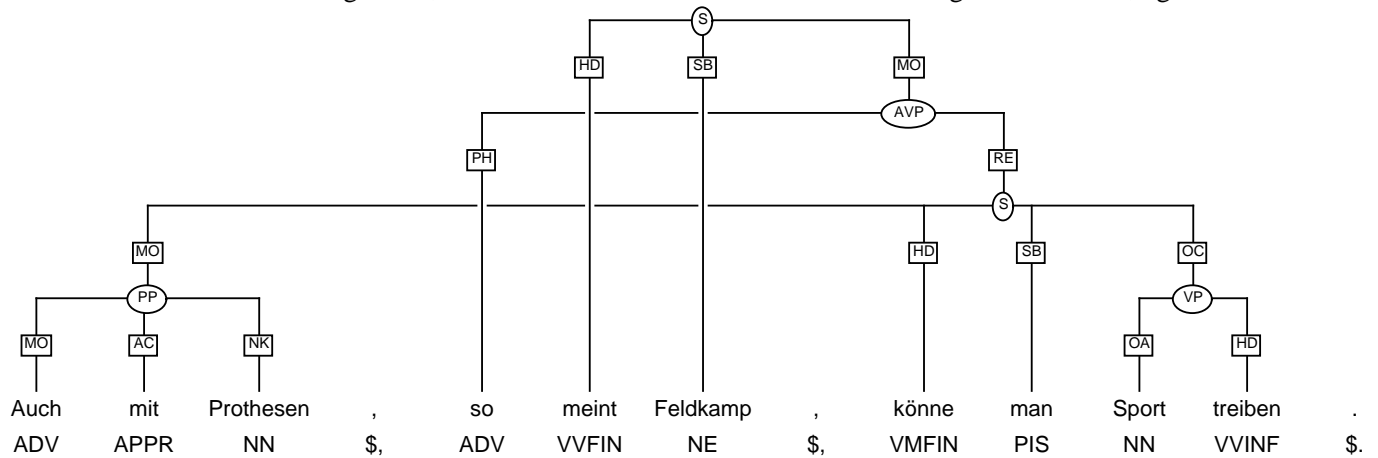 S
HD SB MO
AVP
PH RE
S
MO HD SB OC
PP VP
MO AC NK OA HD
Auch mit Prothesen , so meint Feldkamp , könne man Sport treiben .
ADV APPR NN $, ADV VVFIN NE $, VMFIN PIS NN VVINF $.